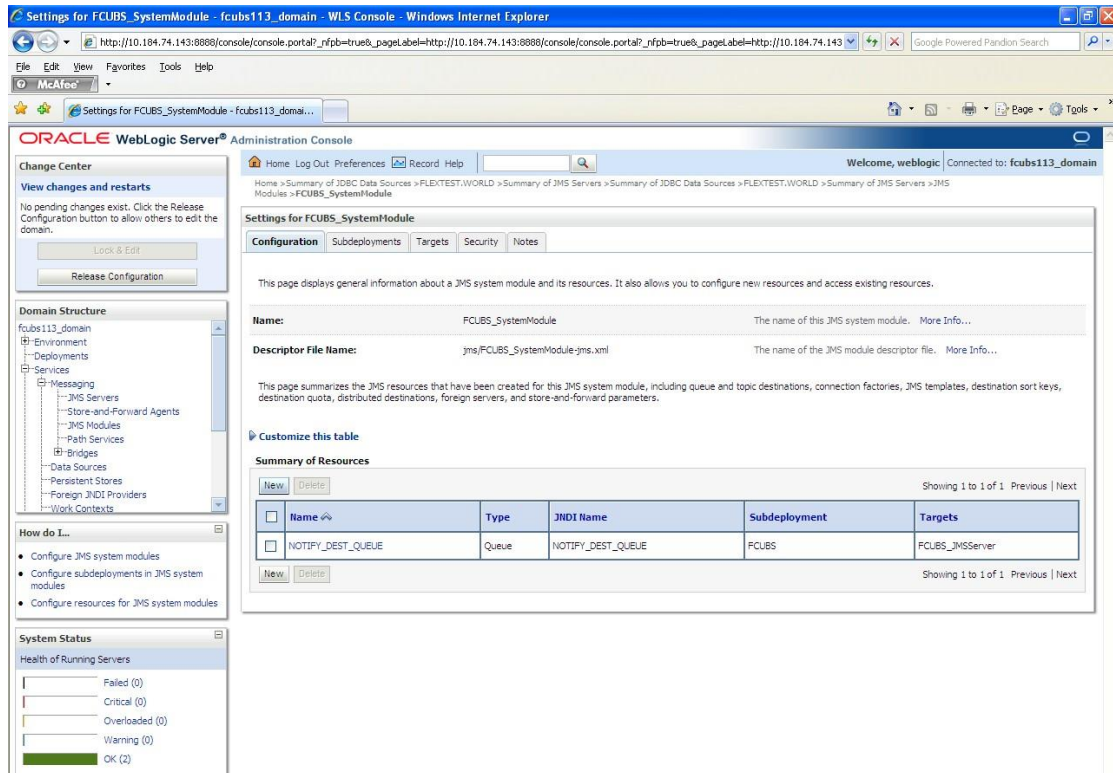 Settings for FCUBS_SystemModule - fcubs113_domain - WLS Console - Windows Internet Explorer
http://10.184.74.143:8888/console/console.portal?_nfpb=true&_pageLabel=http://10.184.74.143:8888/console/console.portal?_nfpb=true&_pageLabel=http://10.184.74.143
Google Powered Pandion Search
File Edit View Favorites Tools Help
McAfee
Settings for FCUBS_SystemModule - fcubs113_domai...
Page Tools
ORACLE WebLogic Server® Administration Console
Change Center
View changes and restarts
No pending changes exist. Click the Release
Configuration button to allow others to edit the
domain.
Lock & Edit
Release Configuration
Domain Structure
fcubs113_domain
Environment
Deployments
Services
Messaging
JMS Servers
Store-and-Forward Agents
JMS Modules
Path Services
Bridges
Data Sources
Persistent Stores
Foreign JNDI Providers
Work Contexts
How do I...
Configure JMS system modules
Configure subdeployments in JMS system
modules
Configure resources for JMS system modules
System Status
Health of Running Servers
Failed (0)
Critical (0)
Overloaded (0)
Warning (0)
OK (2)
Home Log Out Preferences Record Help
Welcome, weblogic Connected to: fcubs113_domain
Home >Summary of JDBC Data Sources >FLEXTEST.WORLD >Summary of JMS Servers >Summary of JDBC Data Sources >FLEXTEST.WORLD >Summary of JMS Servers >JMS
Modules >FCUBS_SystemModule
Settings for FCUBS_SystemModule
Configuration Subdeployments Targets Security Notes
This page displays general information about a JMS system module and its resources. It also allows you to configure new resources and access existing resources.
Name: FCUBS_SystemModule The name of this JMS system module. More Info...
Descriptor File Name: jms/FCUBS_SystemModule-jms.xml The name of the JMS module descriptor file. More Info...
This page summarizes the JMS resources that have been created for this JMS system module, including queue and topic destinations, connection factories, JMS templates, destination sort keys,
destination quota, distributed destinations, foreign servers, and store-and-forward parameters.
Customize this table
Summary of Resources
New Delete Showing 1 to 1 of 1 Previous | Next
Name Type JNDI Name Subdeployment Targets
NOTIFY_DEST_QUEUE Queue NOTIFY_DEST_QUEUE FCUBS FCUBS_JMSServer
New Delete Showing 1 to 1 of 1 Previous | Next